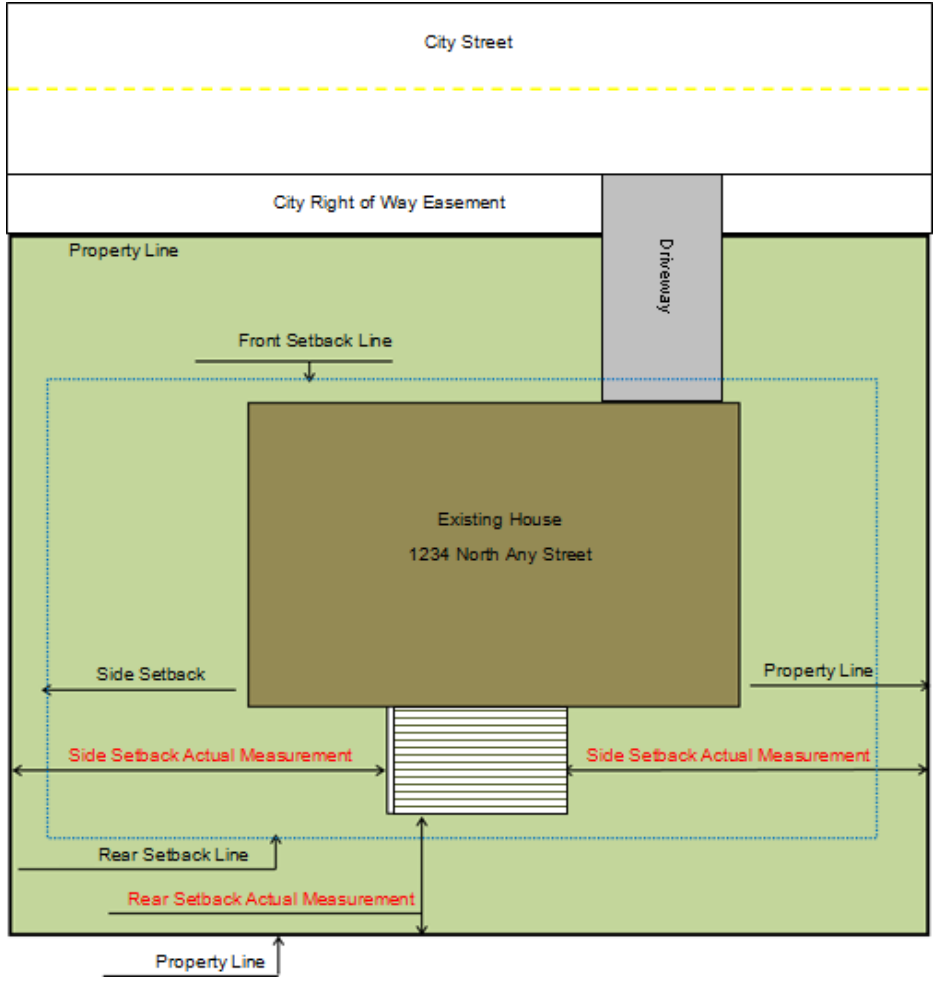 City Street
City Right of Way Easement
Driveway
Property Line
Front Setback Line
Existing House
1234 North Any Street
Side Setback
Property Line
Side Setback Actual Measurement
Side Setback Actual Measurement
Rear Setback Line
Rear Setback Actual Measurement
Property Line